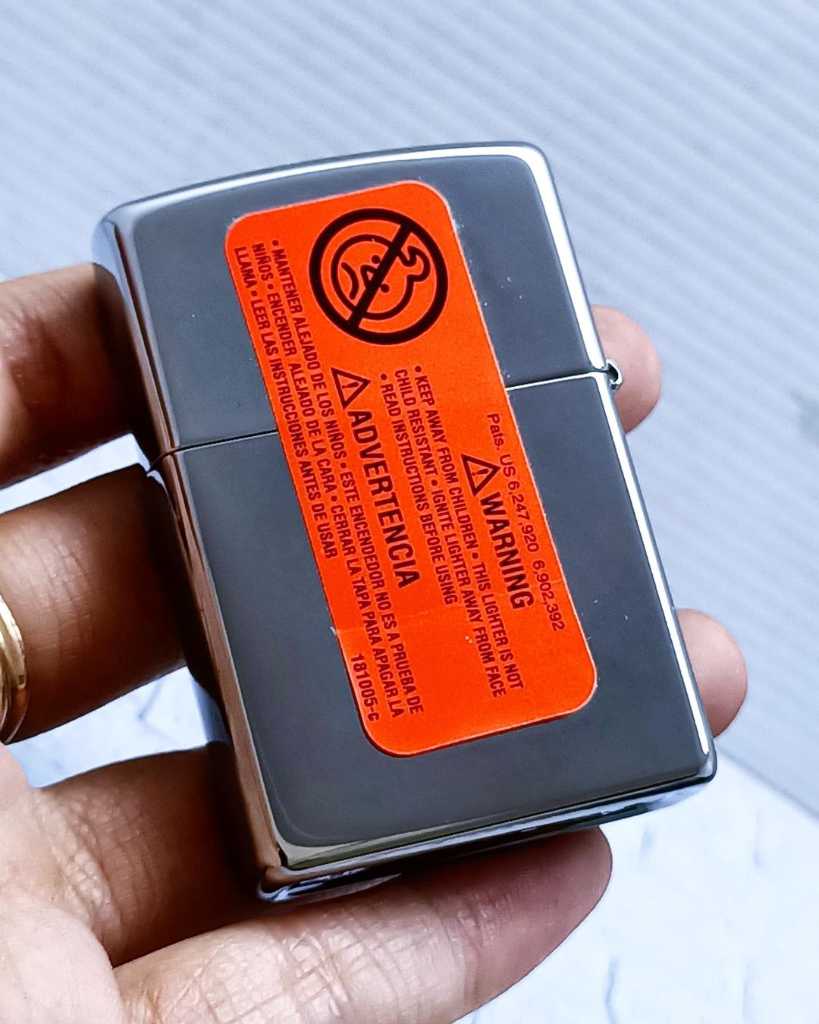 Pats. US 6,247,920 6,902,392
⚠WARNING
• KEEP AWAY FROM CHILDREN • THIS LIGHTER IS NOT
CHILD RESISTANT • IGNITE LIGHTER AWAY FROM FACE
• READ INSTRUCTIONS BEFORE USING
⚠ADVERTENCIA
• MANTENER ALEJADO DE LOS NIÑOS • ESTE ENCENDEDOR NO ES A PRUEBA DE
NIÑOS • ENCENDER ALEJADO DE LA CARA • CERRAR LA TAPA PARA APAGAR LA
LLAMA • LEER LAS INSTRUCCIONES ANTES DE USAR
181005-c